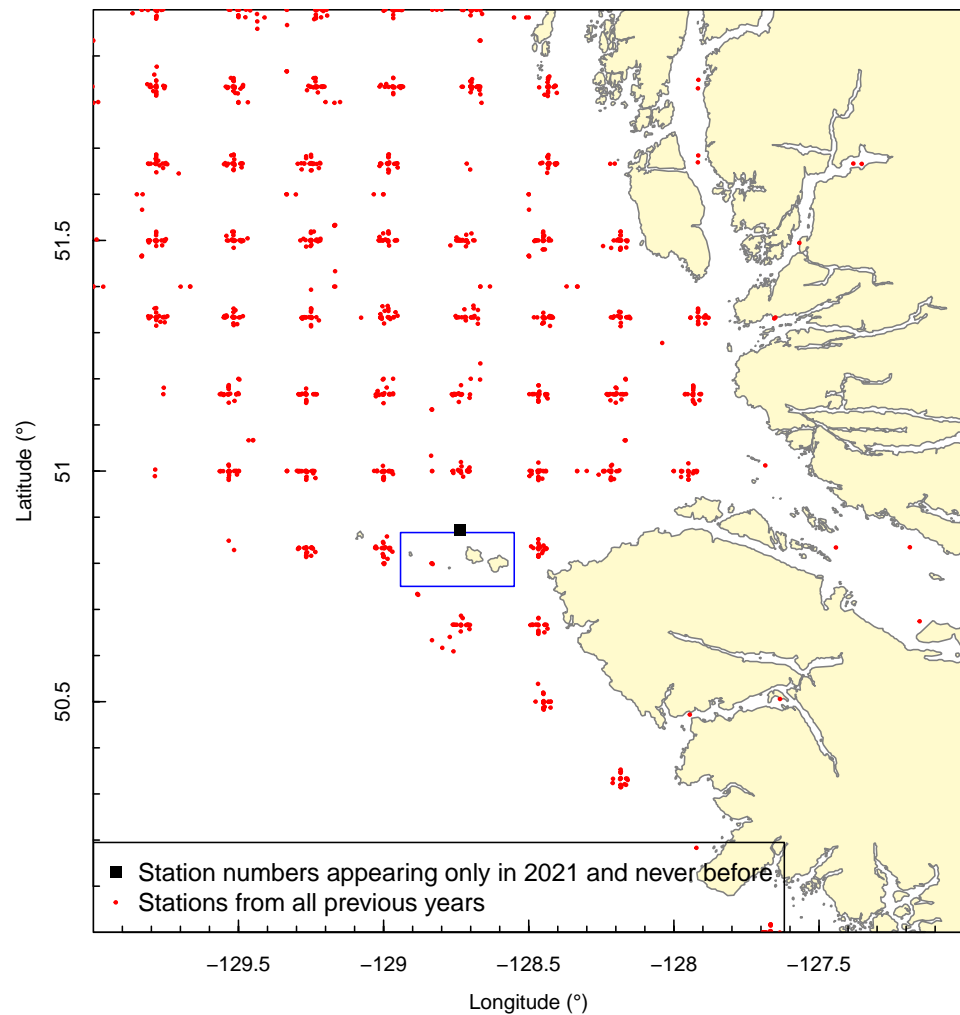 51.5
51
50.5
Latitude (°)
Station numbers appearing only in 2021 and never before
Stations from all previous years
−129.5 −129 −128.5 −128 −127.5
Longitude (°)